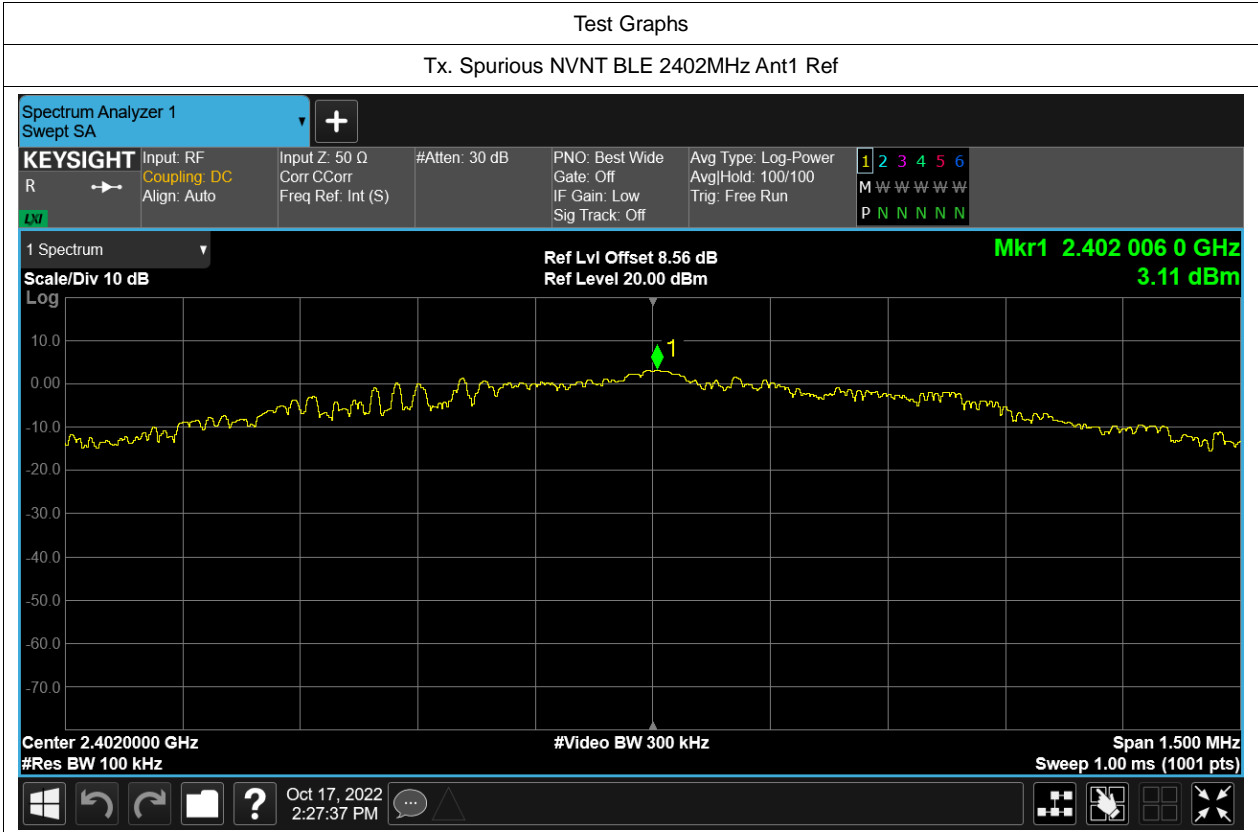 Test Graphs
Tx. Spurious NVNT BLE 2402MHz Ant1 Ref
Spectrum Analyzer 1
Swept SA
+
KEYSIGHT
R
LXI
Input: RF
Coupling: DC
Align: Auto
Input Z: 50 Ω
Corr CCorr
Freq Ref: Int (S)
#Atten: 30 dB
PNO: Best Wide
Gate: Off
IF Gain: Low
Sig Track: Off
Avg Type: Log-Power
Avg|Hold: 100/100
Trig: Free Run
1 2 3 4 5 6
M W W W W W
P N N N N N
1 Spectrum
Scale/Div 10 dB
Ref Lvl Offset 8.56 dB
Ref Level 20.00 dBm
Mkr1 2.402 006 0 GHz
3.11 dBm
Log
1
10.0
0.00
-10.0
-20.0
-30.0
-40.0
-50.0
-60.0
-70.0
Center 2.4020000 GHz
#Video BW 300 kHz
Span 1.500 MHz
#Res BW 100 kHz
Sweep 1.00 ms (1001 pts)
?
Oct 17, 2022
2:27:37 PM